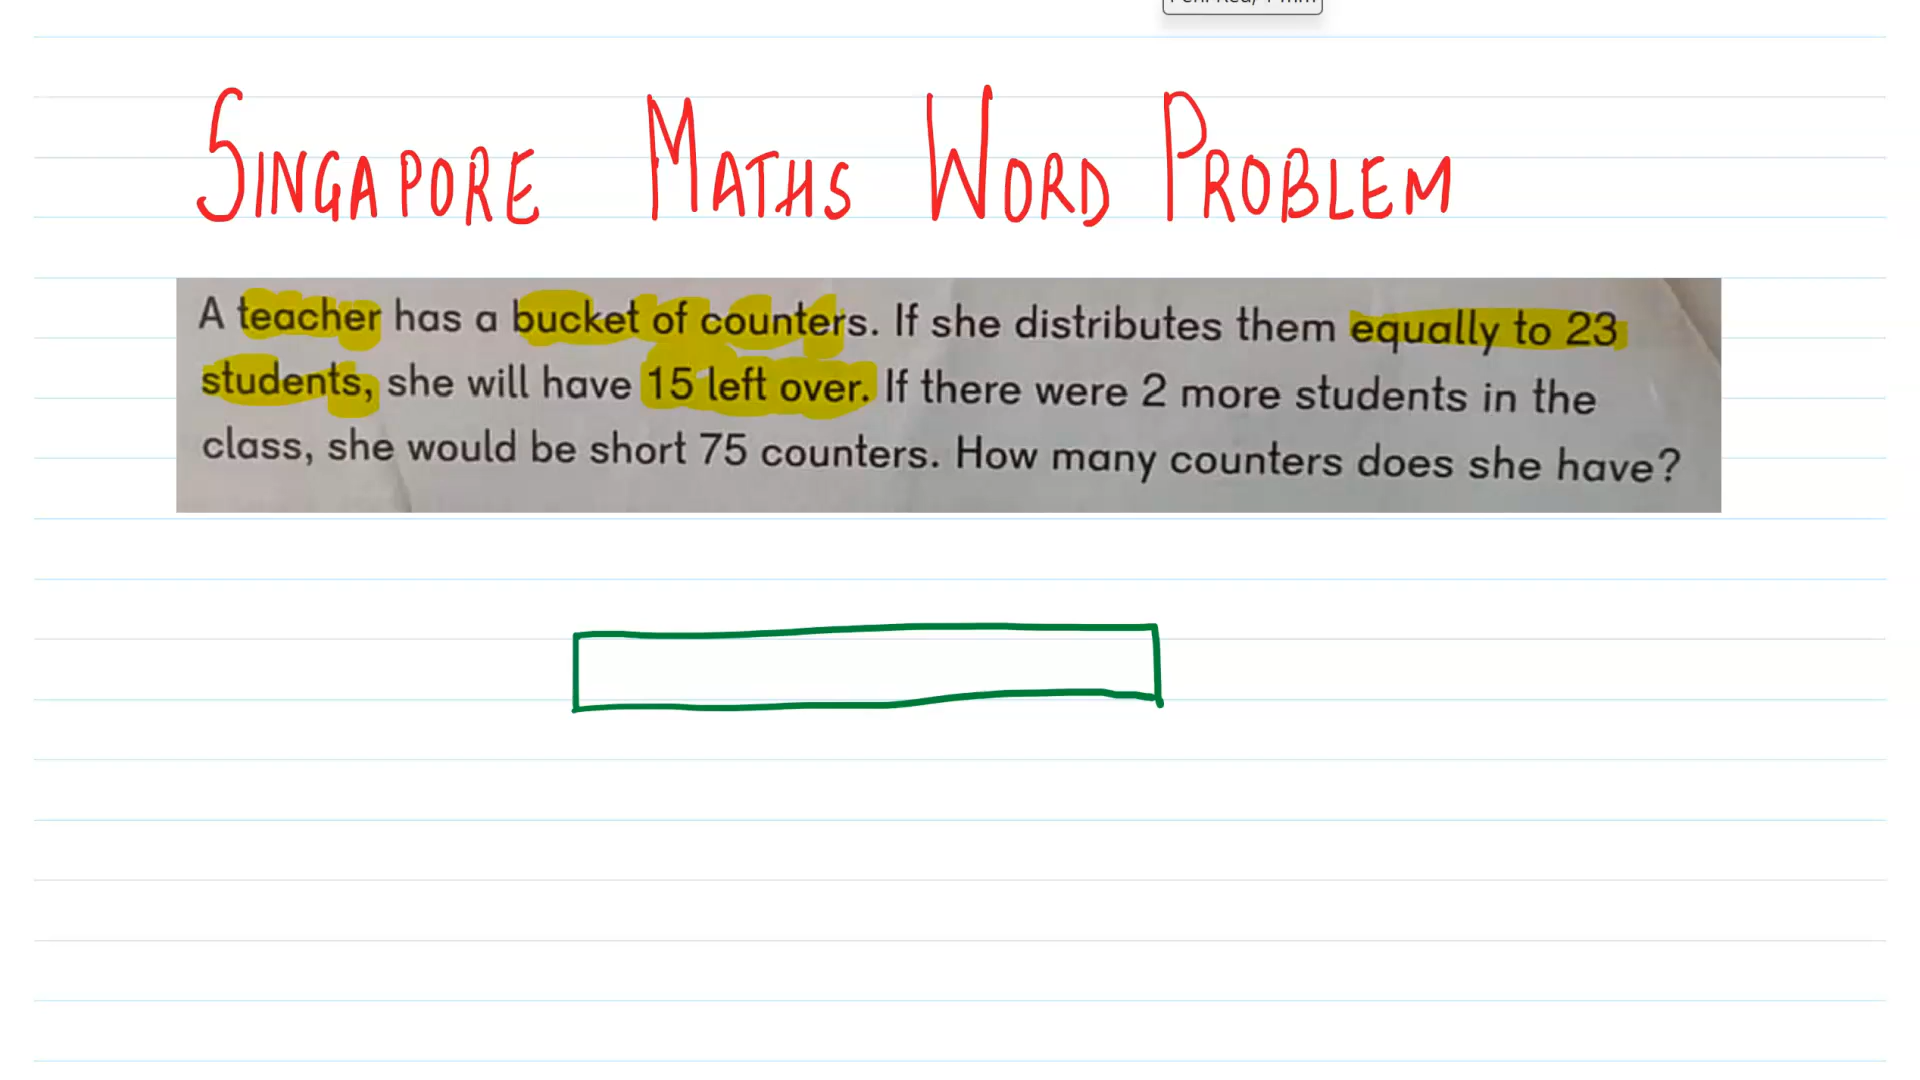 SINGAPORE MATHS WORD PROBLEM
A teacher has a bucket of counters. If she distributes them equally to 23
students, she will have 15 left over. If there were 2 more students in the
class, she would be short 75 counters. How many counters does she have?